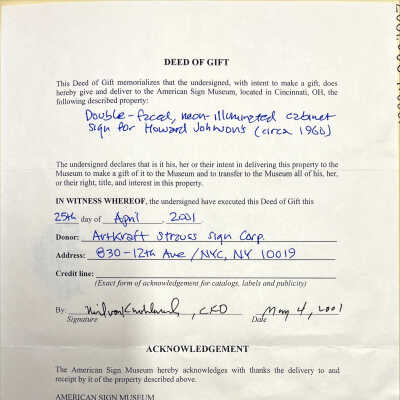 DEED OF GIFT
This Deed of Gift memorializes that the undersigned, with intent to make a gift, does
hereby give and deliver to the American Sign Museum, located in Cincinnati, OH, the
following described property:
Double-faced, neon-illuminated cabinet
sign for Howard Johnson's (circa 1960)
The undersigned declares that it is his, her or their intent in delivering this property to the
Museum to make a gift of it to the Museum and to transfer to the Museum all of his, her,
or their right, title, and interest in this property.
IN WITNESS WHEREOF, the undersigned have executed this Deed of Gift this
25th day of April, 2001.
Donor: Artkraft Strauss Sign Corp.
Address: 830-12th Ave / NYC, NY 10019
Credit line:
(Exact form of acknowledgement for catalogs, labels and publicity)
By: , CKO May 4, 2001
Signature Date
ACKNOWLEDGEMENT
The American Sign Museum hereby acknowledges with thanks the delivery to and
receipt by it of the property described above.
AMERICAN SIGN MUSEUM